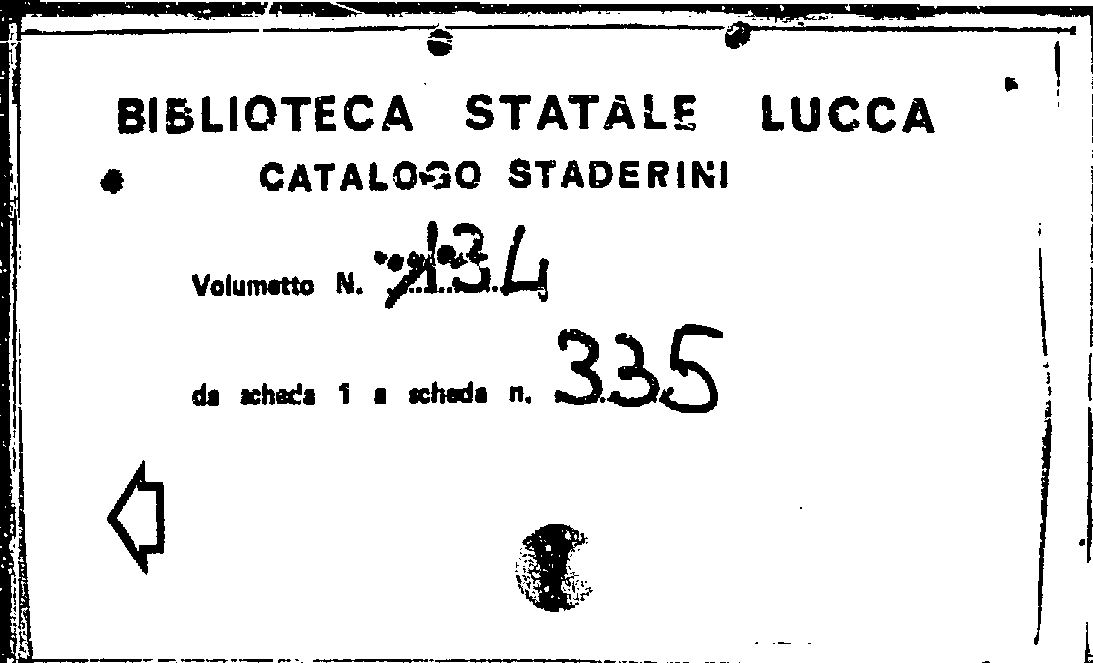 BIBLIOTECA STATALE LUCCA
CATALOGO STADERINI
Volumetto N. 134
da scheda 1 a scheda n. 335